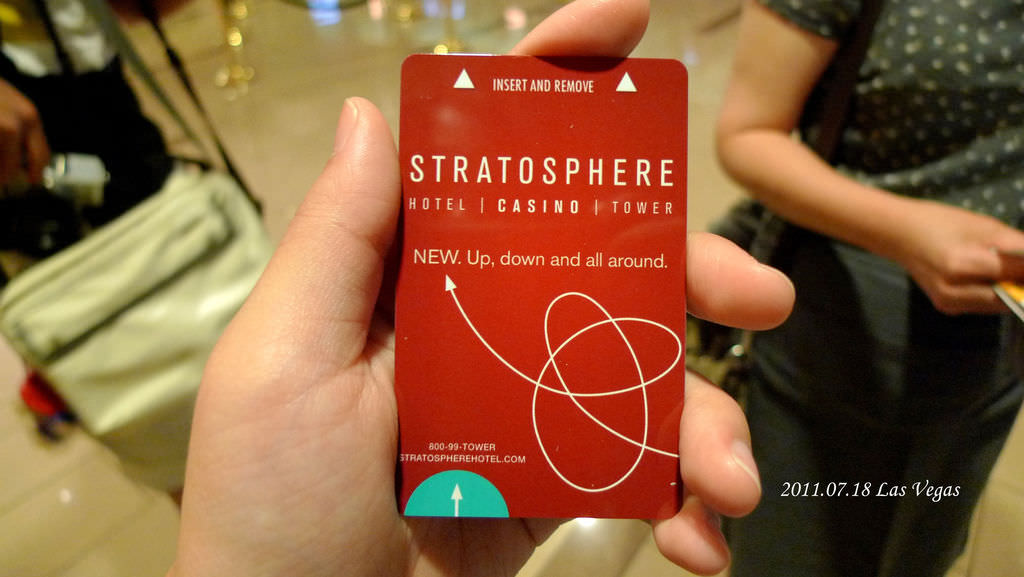 INSERT AND REMOVE
STRATOSPHERE
HOTEL | CASINO | TOWER
NEW. Up, down and all around.
800-99-TOWER
STRATOSPHEREHOTEL.COM
2011.07.18 Las Vegas